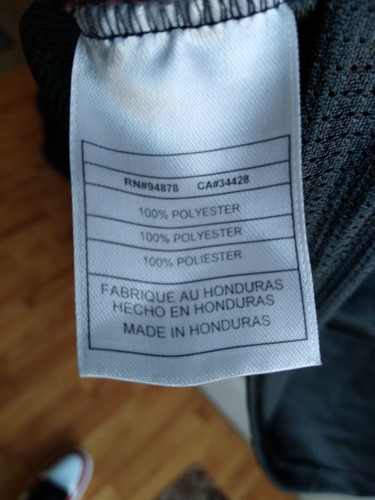 RN#94878 CA#34428
100% POLYESTER
100% POLYESTER
100% POLIESTER
FABRIQUE AU HONDURAS
HECHO EN HONDURAS
MADE IN HONDURAS